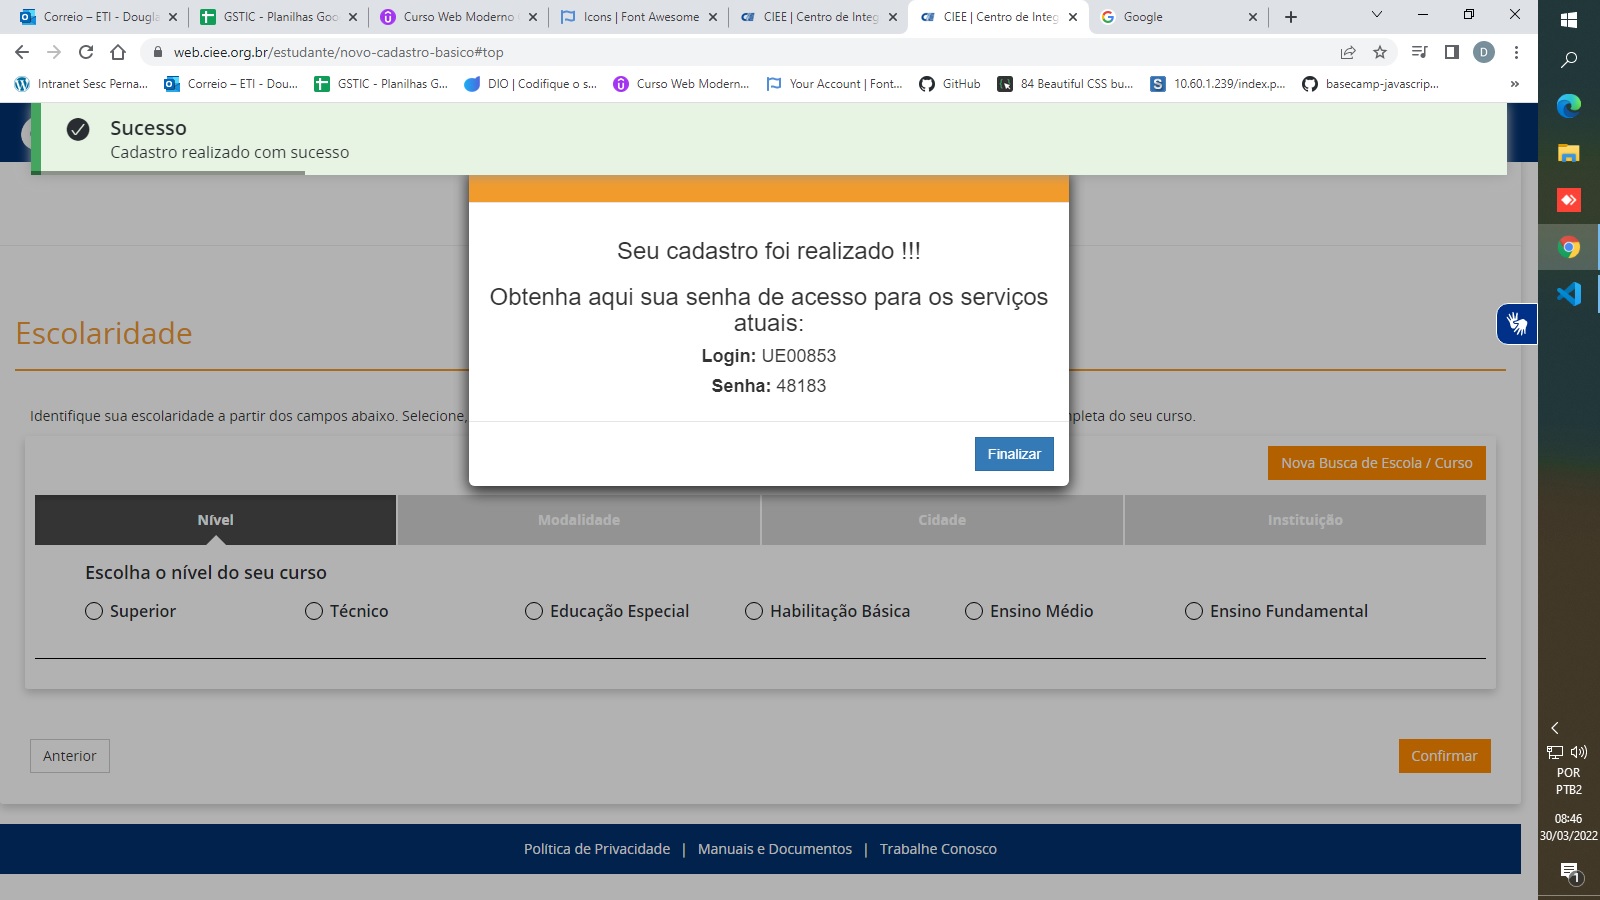 Correio – ETI - Dougla
GSTIC - Planilhas Goo
Curso Web Moderno
Icons | Font Awesome
CIEE | Centro de Integ
CIEE | Centro de Integ
Google
web.ciee.org.br/estudante/novo-cadastro-basico#top
D
Intranet Sesc Perna...
Correio – ETI - Dou...
GSTIC - Planilhas G...
DIO | Codifique o s...
Curso Web Modern...
Your Account | Font...
GitHub
84 Beautiful CSS bu...
10.60.1.239/index.p...
basecamp-javascrip...
»
Sucesso
Cadastro realizado com sucesso
Seu cadastro foi realizado !!!
Obtenha aqui sua senha de acesso para os serviços
atuais:
Login: UE00853
Senha: 48183
Finalizar
Escolaridade
Identifique sua escolaridade a partir dos campos abaixo. Selecione,
pleta do seu curso.
Nova Busca de Escola / Curso
Nível
Modalidade
Cidade
Instituição
Escolha o nível do seu curso
Superior
Técnico
Educação Especial
Habilitação Básica
Ensino Médio
Ensino Fundamental
Anterior
Confirmar
Política de Privacidade | Manuais e Documentos | Trabalhe Conosco
POR
PTB2
08:46
30/03/2022
1